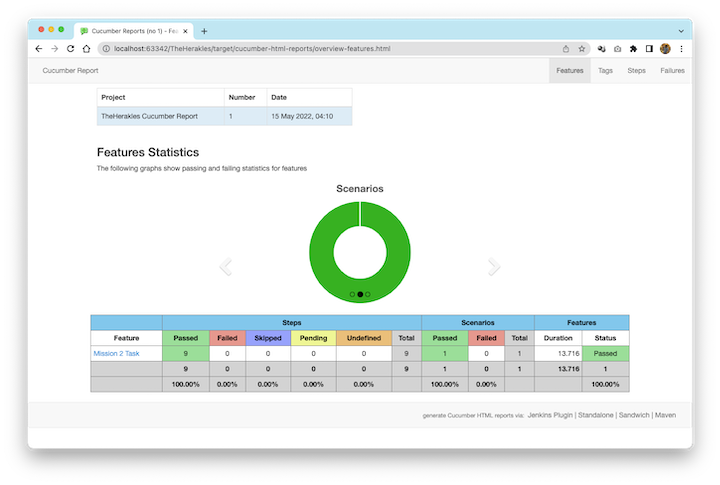 Cucumber Reports (no 1) - Fea
localhost:63342/TheHerakles/target/cucumber-html-reports/overview-features.html
Cucumber Report Features Tags Steps Failures
Project Number Date
TheHerakles Cucumber Report 1 15 May 2022, 04:10
Features Statistics
The following graphs show passing and failing statistics for features
Scenarios
Steps Scenarios Features
Feature Passed Failed Skipped Pending Undefined Total Passed Failed Total Duration Status
Mission 2 Task 9 0 0 0 0 9 1 0 1 13.716 Passed
9 0 0 0 0 9 1 0 1 13.716 1
100.00% 0.00% 0.00% 0.00% 0.00% 100.00% 0.00% 100.00%
generate Cucumber HTML reports via: Jenkins Plugin | Standalone | Sandwich | Maven